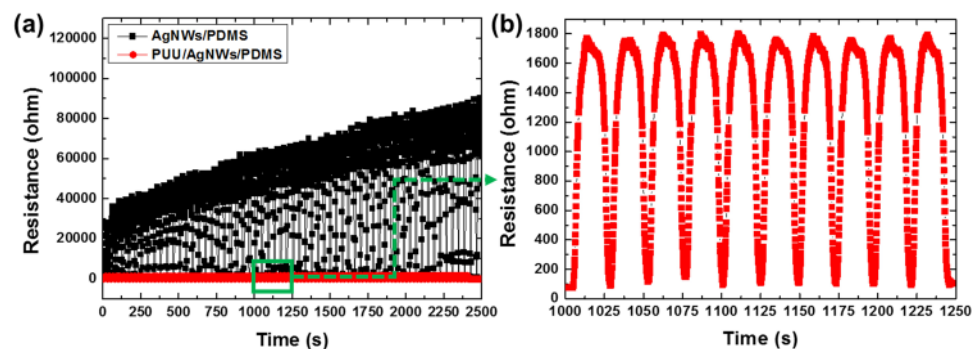 (a)
AgNWs/PDMS
PUU/AgNWs/PDMS
120000
100000
80000
60000
40000
20000
0
Resistance (ohm)
0 250 500 750 1000 1250 1500 1750 2000 2250 2500
Time (s)
(b)
1800
1600
1400
1200
1000
800
600
400
200
0
Resistance (ohm)
1000 1025 1050 1075 1100 1125 1150 1175 1200 1225 1250
Time (s)